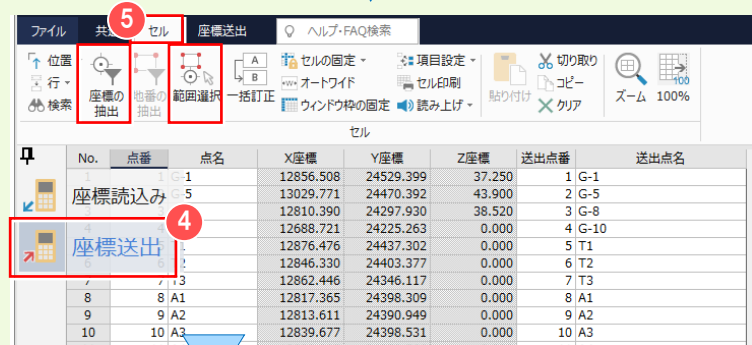 ファイル 共 5 セル 座標送出 ヘルプ・FAQ検索
位置 A セルの固定 項目設定 切り取り
行 B オートワイド セル印刷 コピー
検索 座標の抽出 地番の抽出 範囲選択 一括訂正 ウィンドウ枠の固定 読み上げ 貼り付け クリア ズーム 100 100%
セル
No. 点番 点名 X座標 Y座標 Z座標 送出点番 送出点名
1 G-1 12856.508 24529.399 37.250 1 G-1
座標読込み -5 13029.771 24470.392 43.900 2 G-5
12810.390 24297.930 38.520 3 G-8
4 12688.721 24225.263 0.000 4 G-10
座標送出 12876.476 24437.302 0.000 5 T1
12846.330 24403.377 0.000 6 T2
7 7 T3 12862.446 24346.117 0.000 7 T3
8 8 A1 12817.365 24398.309 0.000 8 A1
9 9 A2 12813.611 24390.949 0.000 9 A2
10 10 A3 12839.677 24398.531 0.000 10 A3